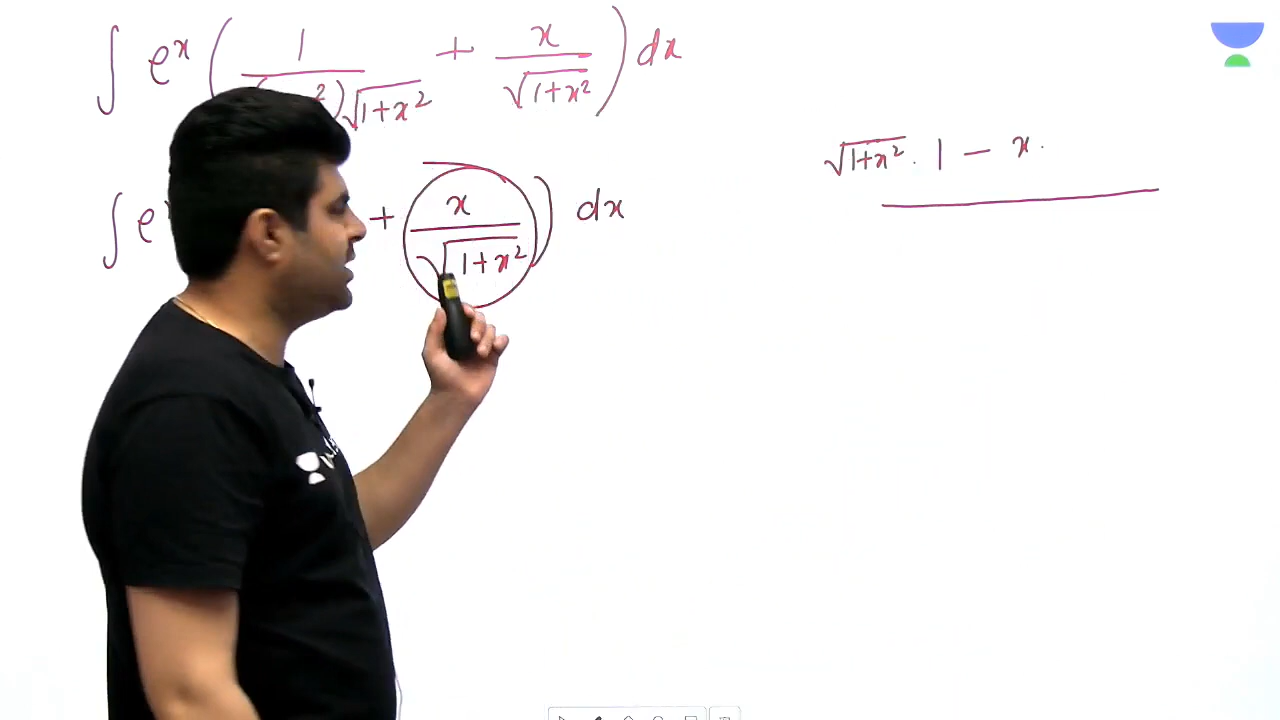 ∫ eˣ ( 1 / ( ² ) √1+x² + x / √1+x² ) dx
√1+x² . 1 − x .
∫ e + x / √1+x² ) dx